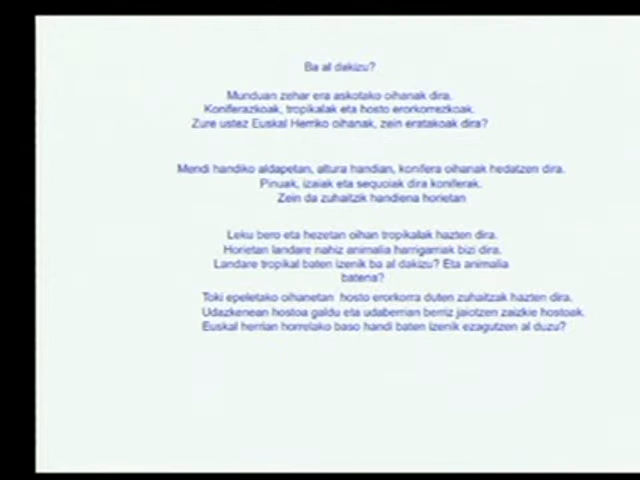 Ba al dakizu?
Munduan zehar era askotako oihanak dira.
Koniferazkoak, tropikalak eta hosto erorkorrezkoak.
Zure ustez Euskal Herriko oihanak, zein eratakoak dira?
Mendi handiko aldapetan, altura handian, konifera oihanak hedatzen dira.
Pinuak, izaiak eta sequoiak dira koniferak.
Zein da zuhaitzik handiena horietan
Leku bero eta hezetan oihan tropikalak hazten dira.
Horietan landare nahiz animalia harrigarriak bizi dira.
Landare tropikal baten izenik ba al dakizu? Eta animalia
batena?
Toki epeletako oihanetan hosto erorkorra duten zuhaitzak hazten dira.
Udazkenean hostoa galdu eta udaberrian berriz jaiotzen zaizkie hostoak.
Euskal herrian horrelako baso handi baten izenik ezagutzen al duzu?